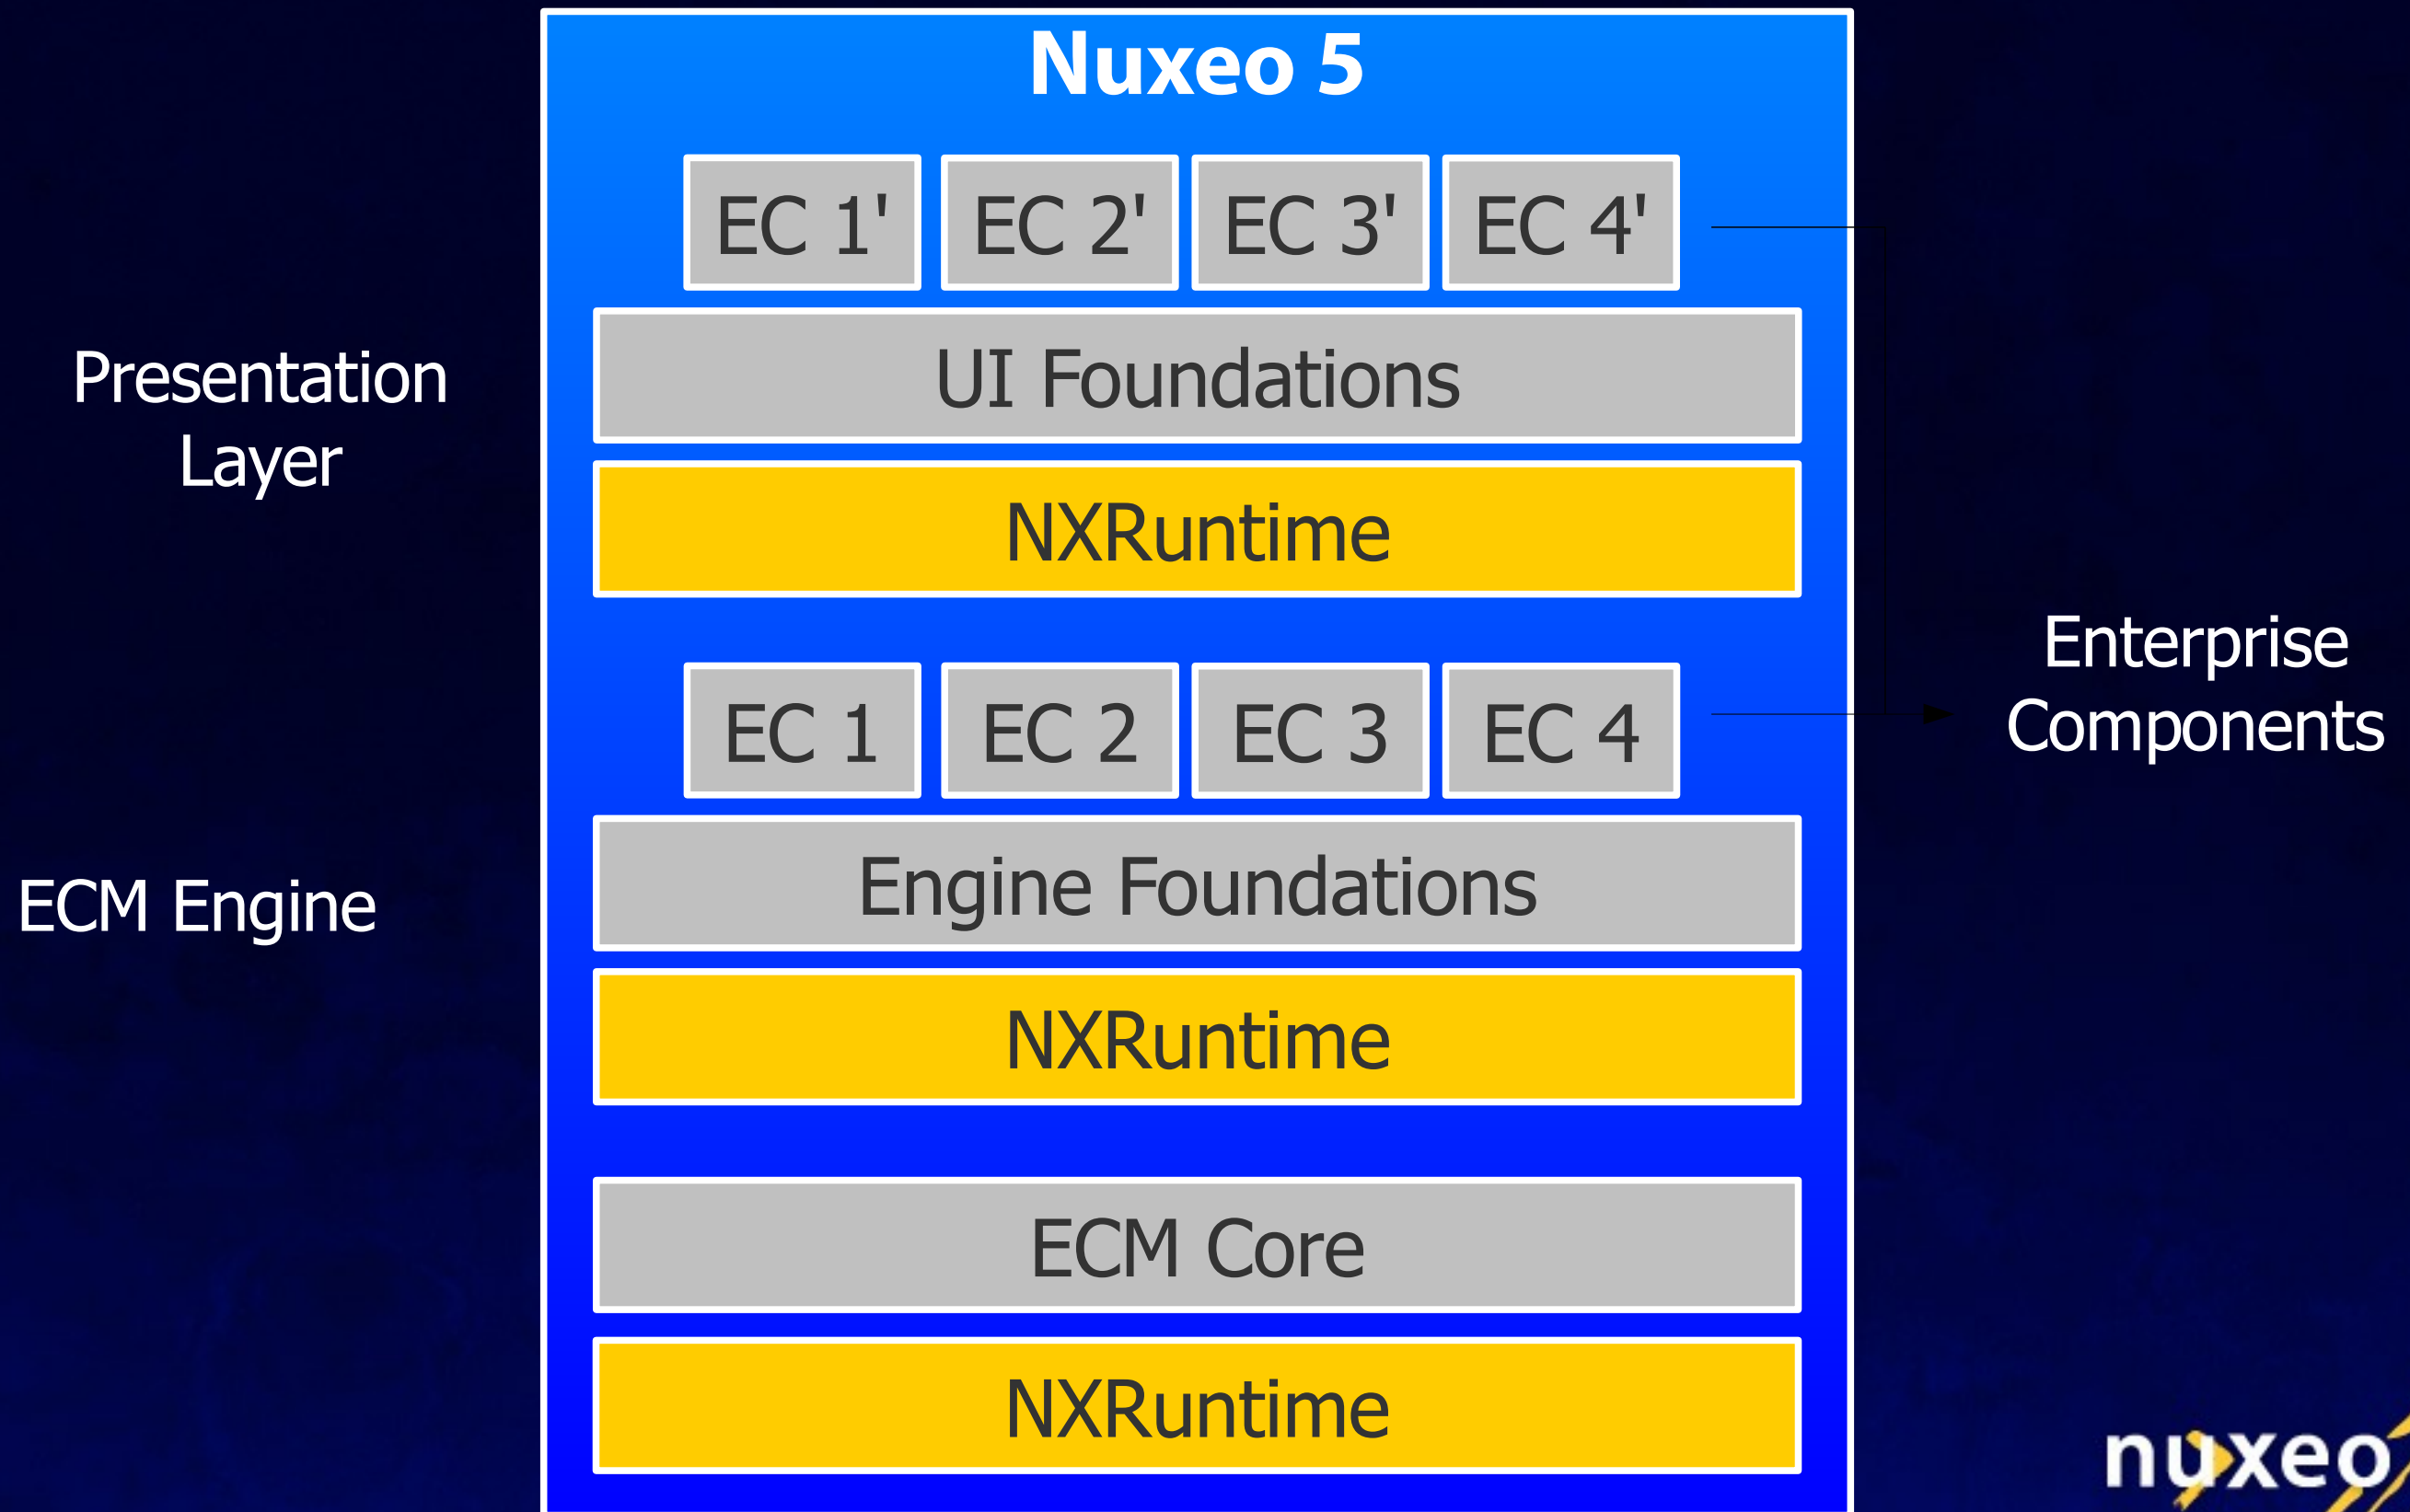 Nuxeo 5
EC 1'
EC 2'
EC 3'
EC 4'
Presentation
Layer
UI Foundations
NXRuntime
Enterprise
Components
EC 1
EC 2
EC 3
EC 4
ECM Engine
Engine Foundations
NXRuntime
ECM Core
NXRuntime
nuxeo